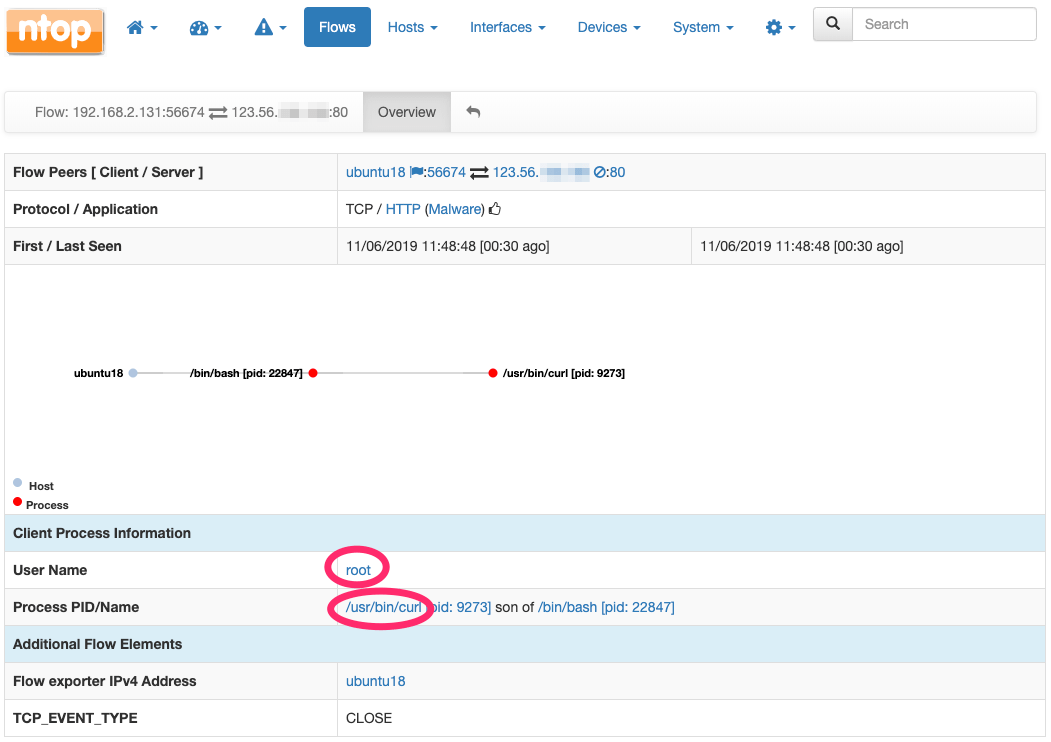 ntop Flows Hosts Interfaces Devices System Search
Flow: 192.168.2.131:56674 123.56. :80 Overview
Flow Peers [ Client / Server ] ubuntu18 :56674 123.56. :80
Protocol / Application TCP / HTTP (Malware)
First / Last Seen 11/06/2019 11:48:48 [00:30 ago] 11/06/2019 11:48:48 [00:30 ago]
ubuntu18 /bin/bash [pid: 22847] /usr/bin/curl [pid: 9273]
Host
Process
Client Process Information
User Name root
Process PID/Name /usr/bin/curl [pid: 9273] son of /bin/bash [pid: 22847]
Additional Flow Elements
Flow exporter IPv4 Address ubuntu18
TCP_EVENT_TYPE CLOSE